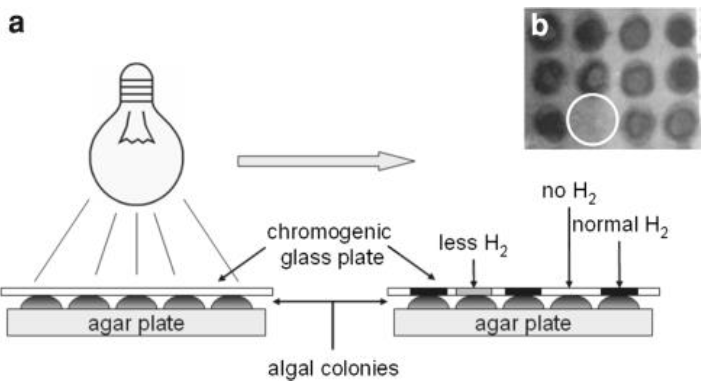 a
b
chromogenic
glass plate
less H₂
no H₂
normal H₂
agar plate
agar plate
algal colonies